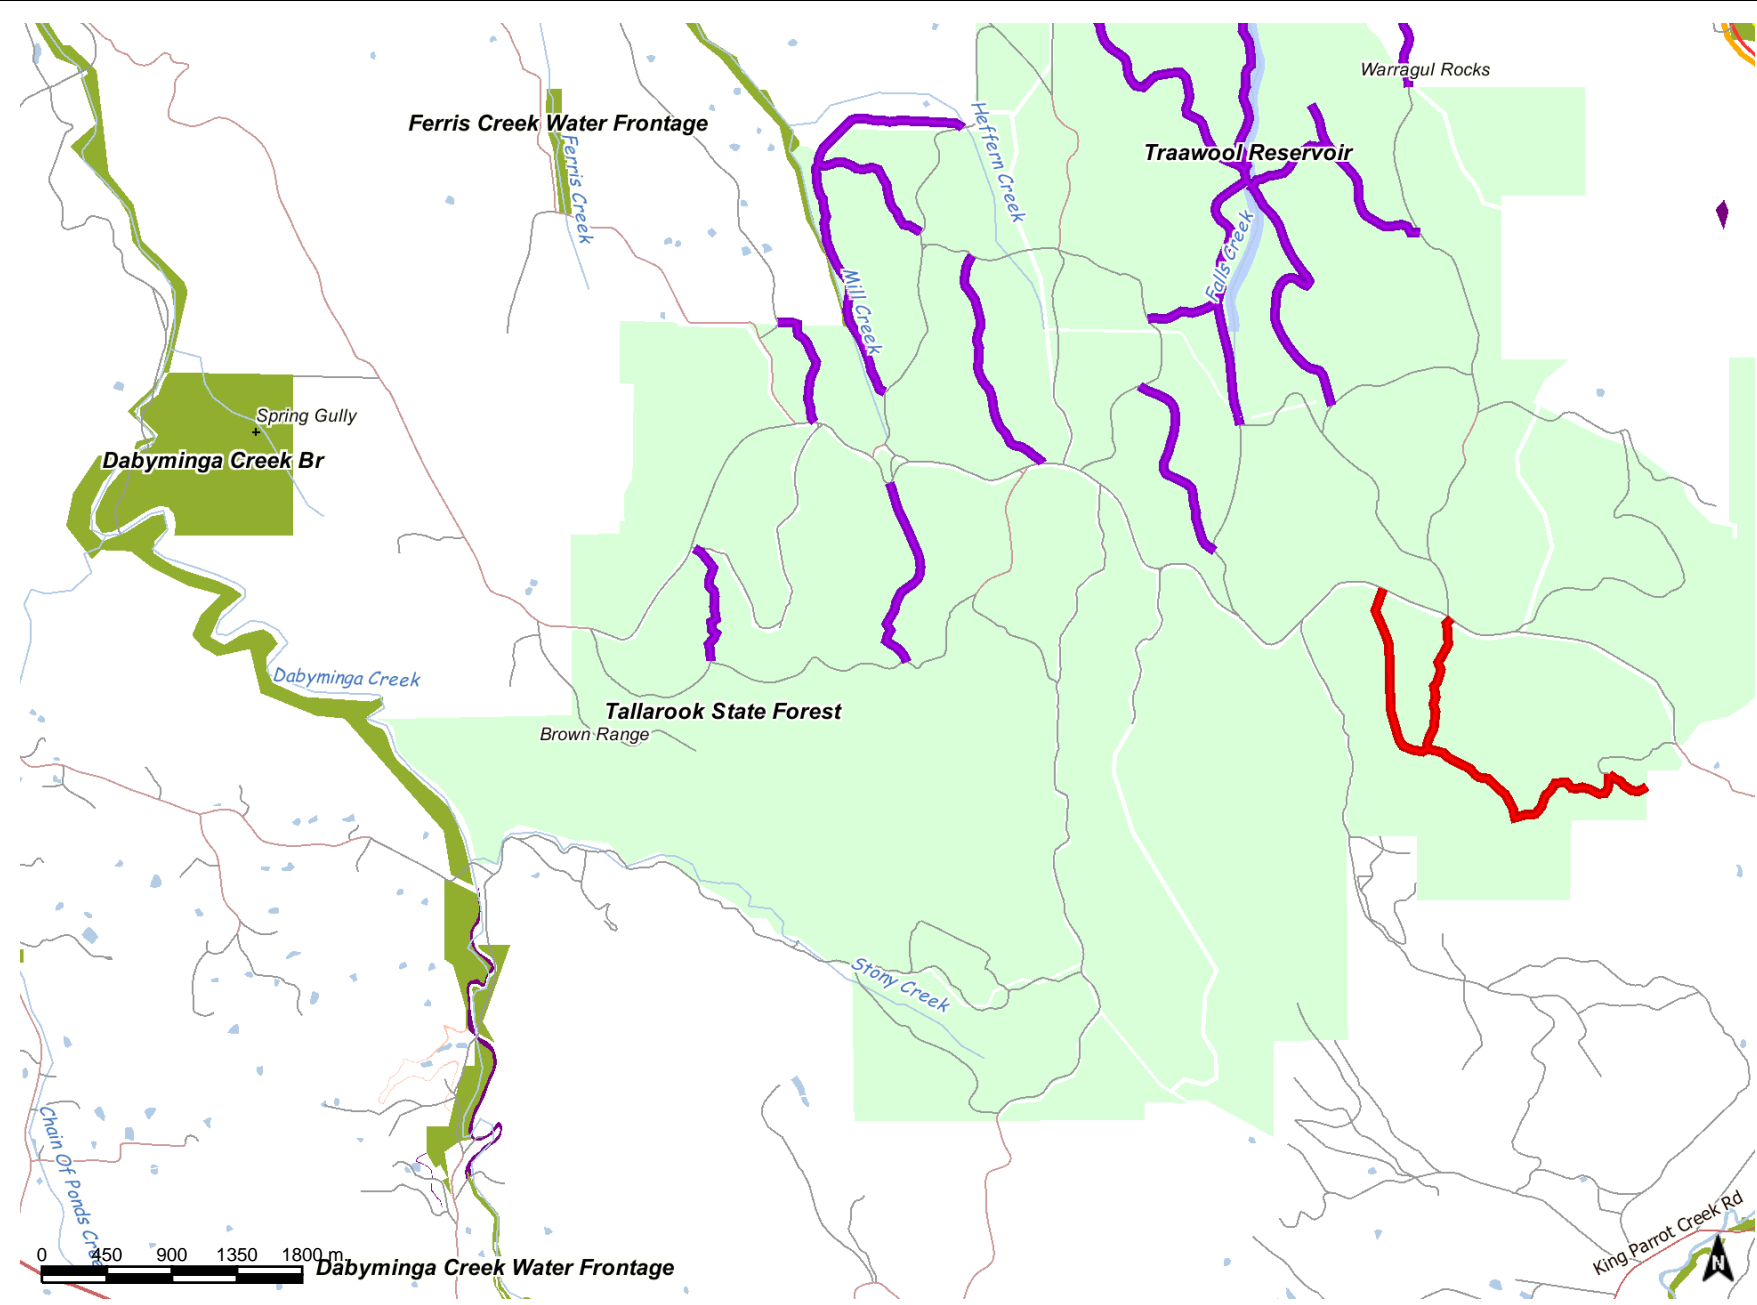 Warragul Rocks
Ferris Creek Water Frontage
Heffern Creek
Traawool Reservoir
Ferris Creek
Falls Creek
Mill Creek
Spring Gully
Dabyminga Creek Br
Dabyminga Creek
Tallarook State Forest
Brown Range
Stony Creek
Chain Of Ponds Cree
King Parrot Creek Rd
0 450 900 1350 1800 m
Dabyminga Creek Water Frontage
N